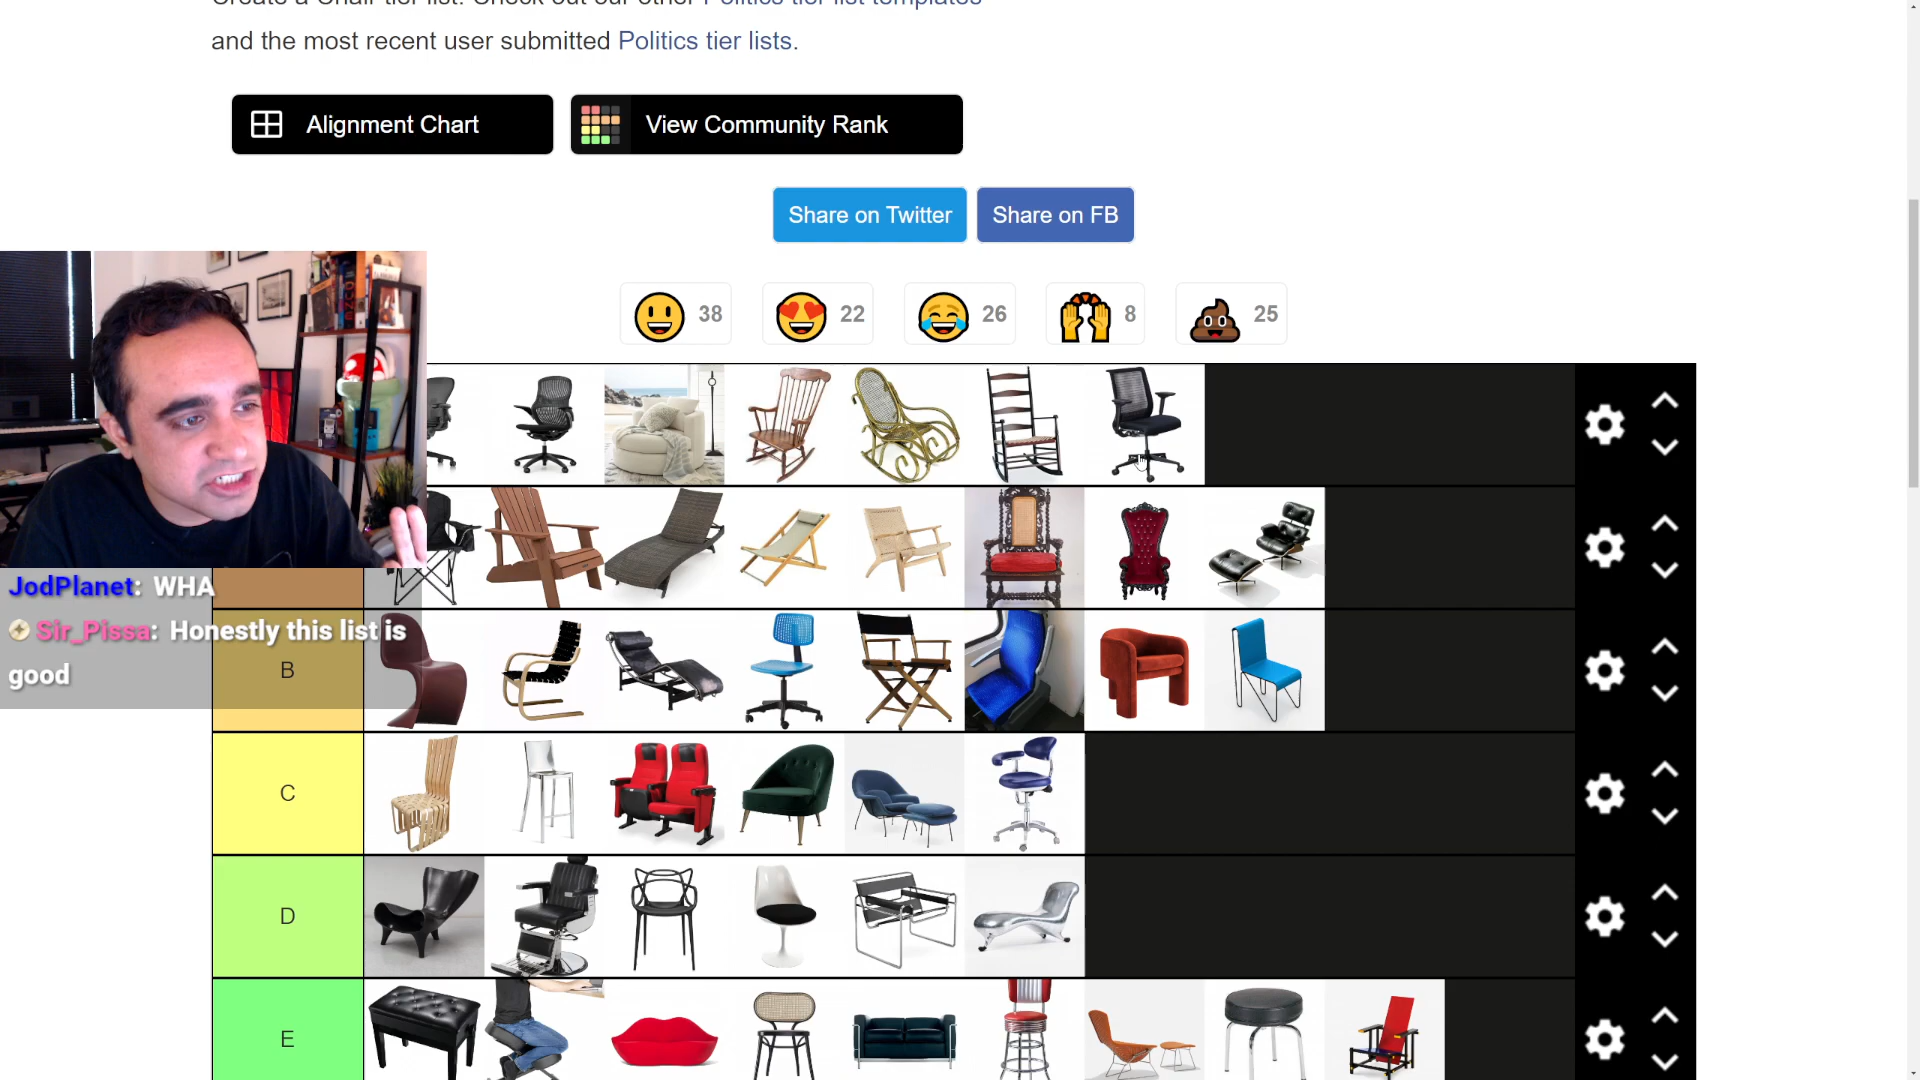 and the most recent user submitted Politics tier lists.
Alignment Chart
View Community Rank
Share on Twitter
Share on FB
38
22
26
8
25
JodPlanet: WHA
Sir_Pissa: Honestly this list is
good
B
C
D
E